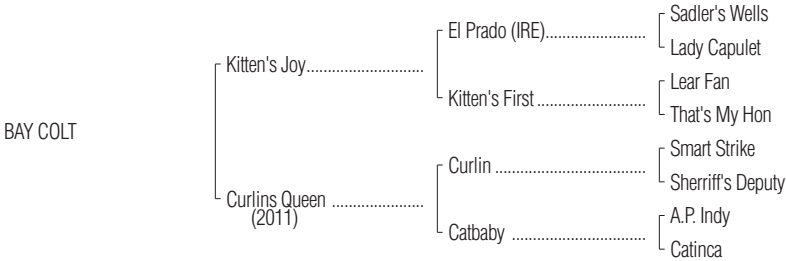 Sadler's Wells
El Prado (IRE)........................
Lady Capulet
Kitten's Joy...........................
Lear Fan
Kitten's First.........................
That's My Hon
BAY COLT
Smart Strike
Curlin ...................................
Sherriff's Deputy
Curlins Queen .....................
(2011)
A.P. Indy
Catbaby ...............................
Catinca